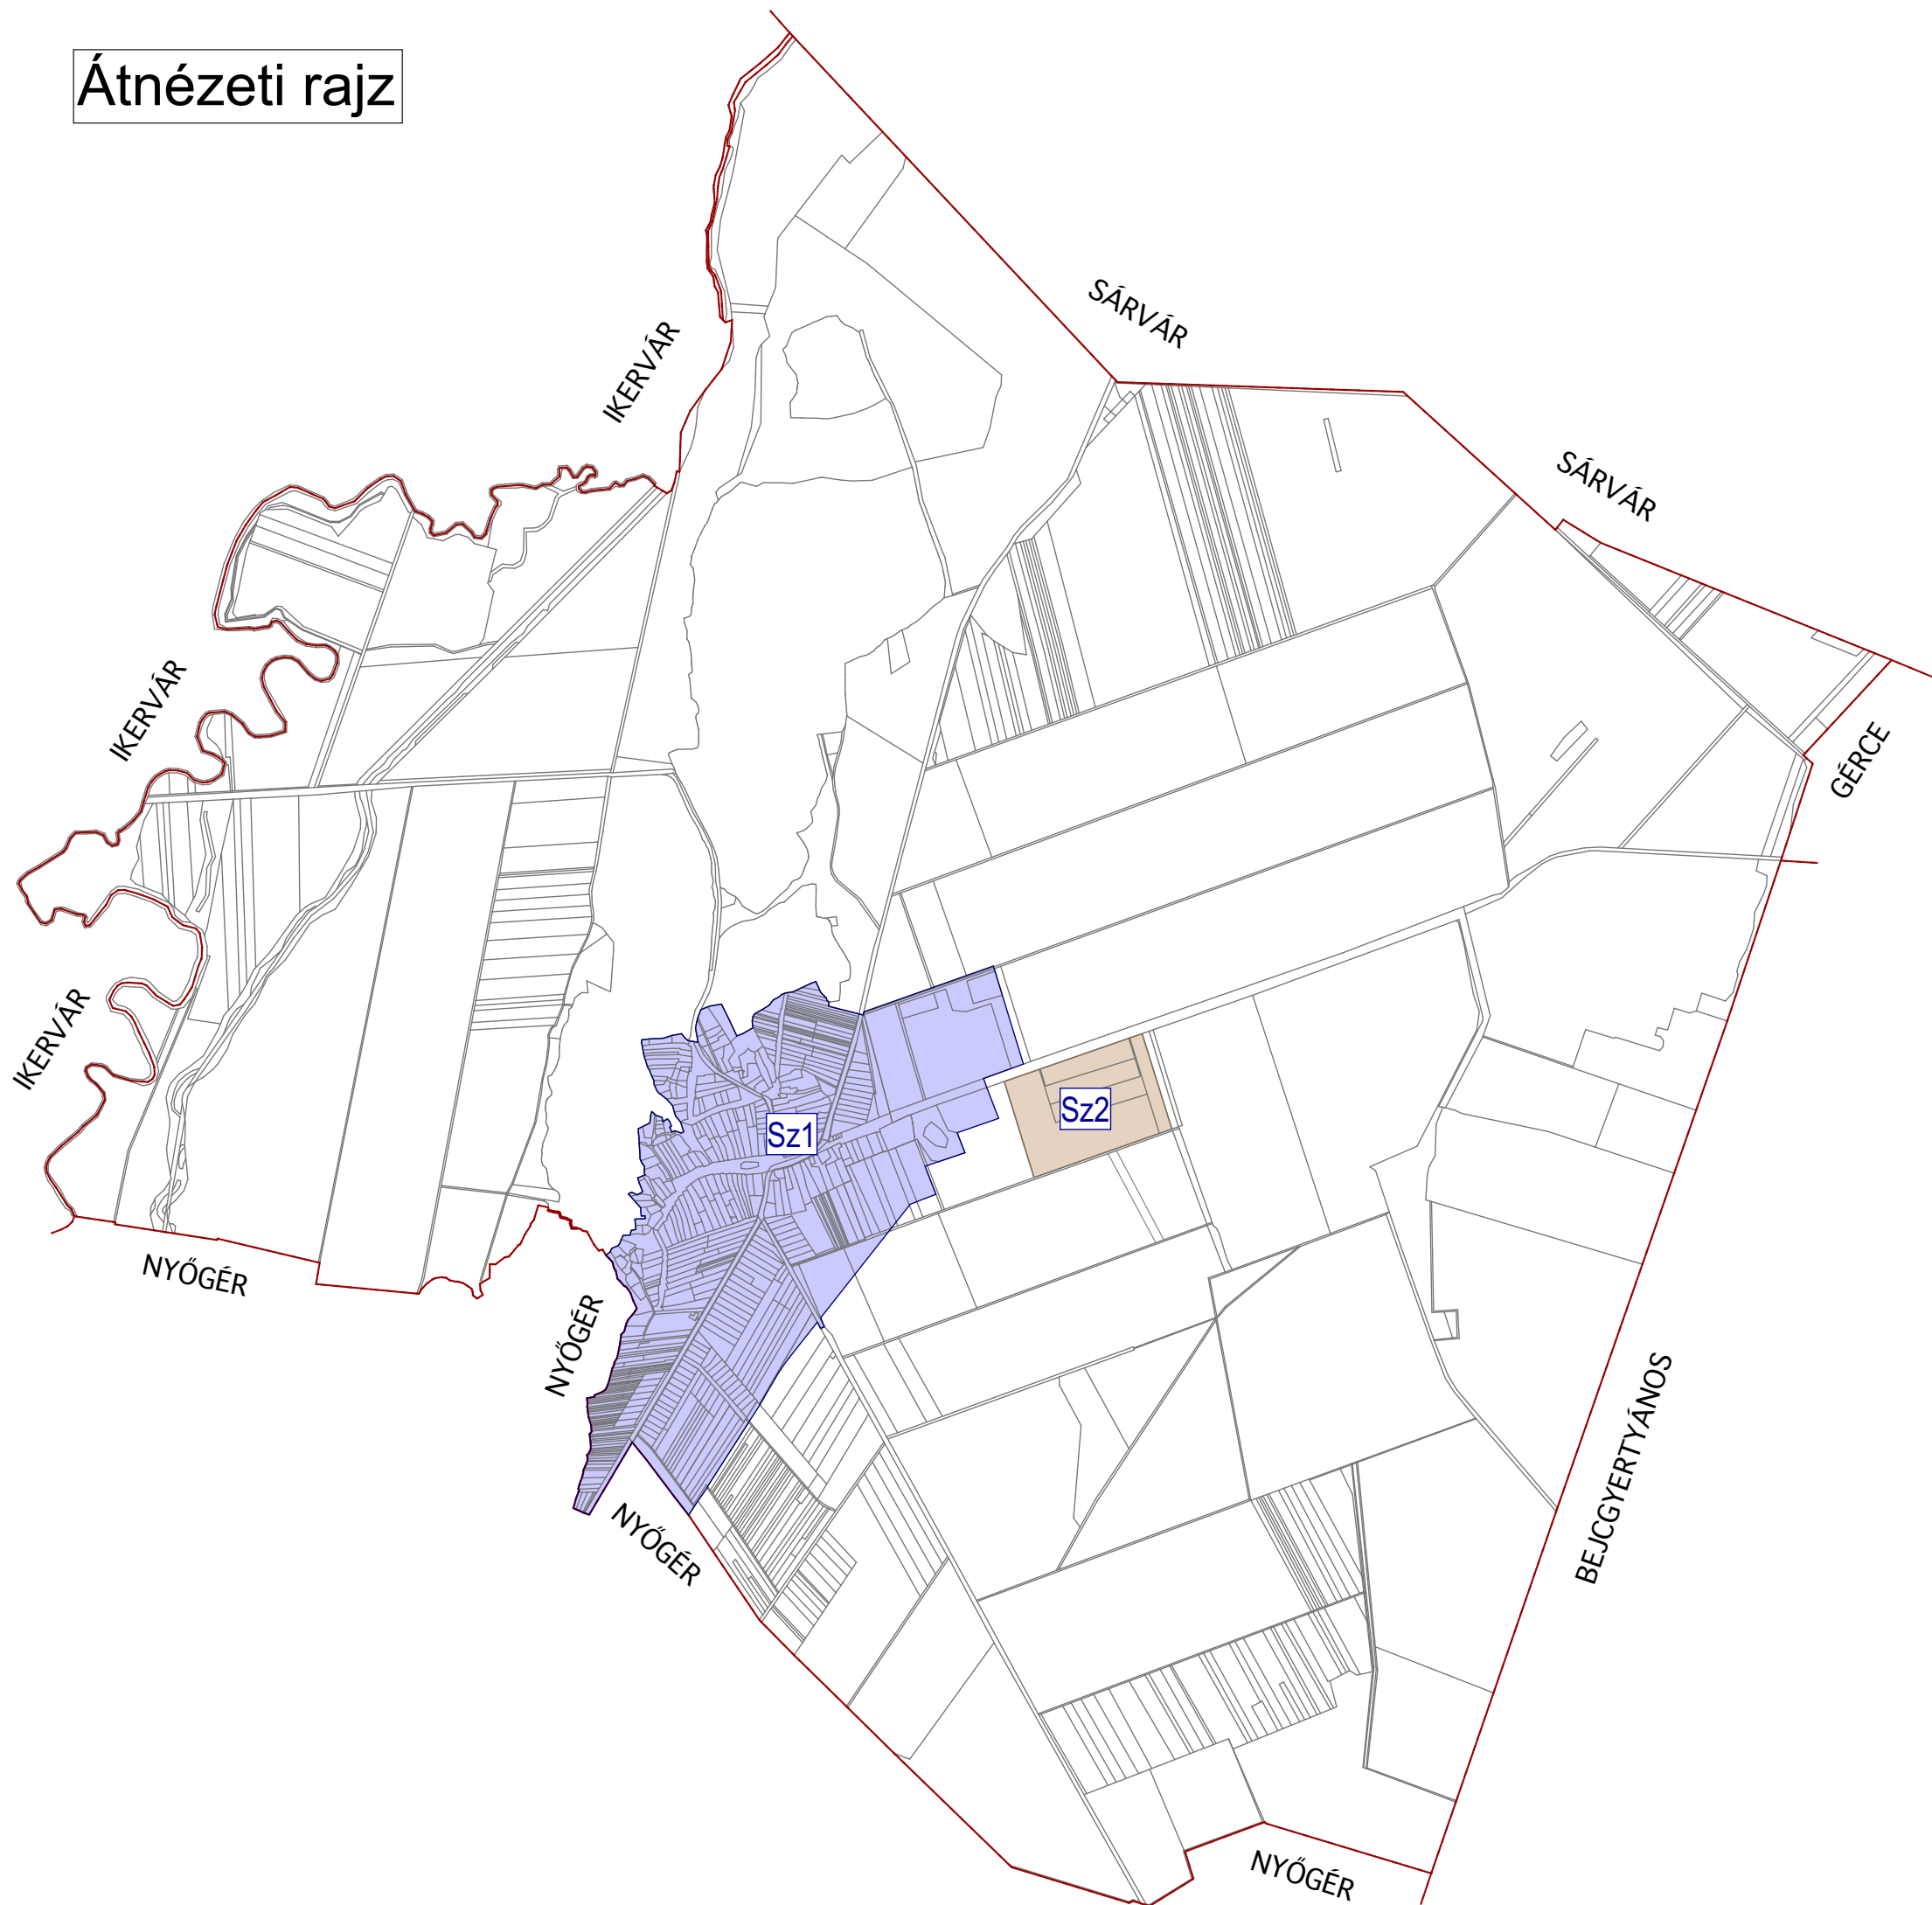 Átnézeti rajz
SÁRVÁR
IKERVÁR
SÁRVÁR
IKERVÁR
GÉRCE
IKERVÁR
Sz2
Sz1
NYŐGÉR
NYŐGÉR
BEJCGYERTYÁNOS
NYŐGÉR
NYŐGÉR